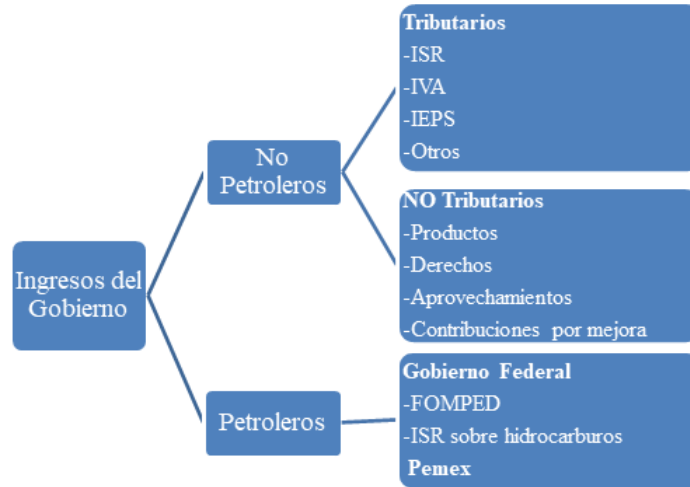 Ingresos del
Gobierno
No
Petroleros
Tributarios
-ISR
-IVA
-IEPS
-Otros
NO Tributarios
-Productos
-Derechos
-Aprovechamientos
-Contribuciones por mejora
Petroleros
Gobierno Federal
-FOMPED
-ISR sobre hidrocarburos
Pemex